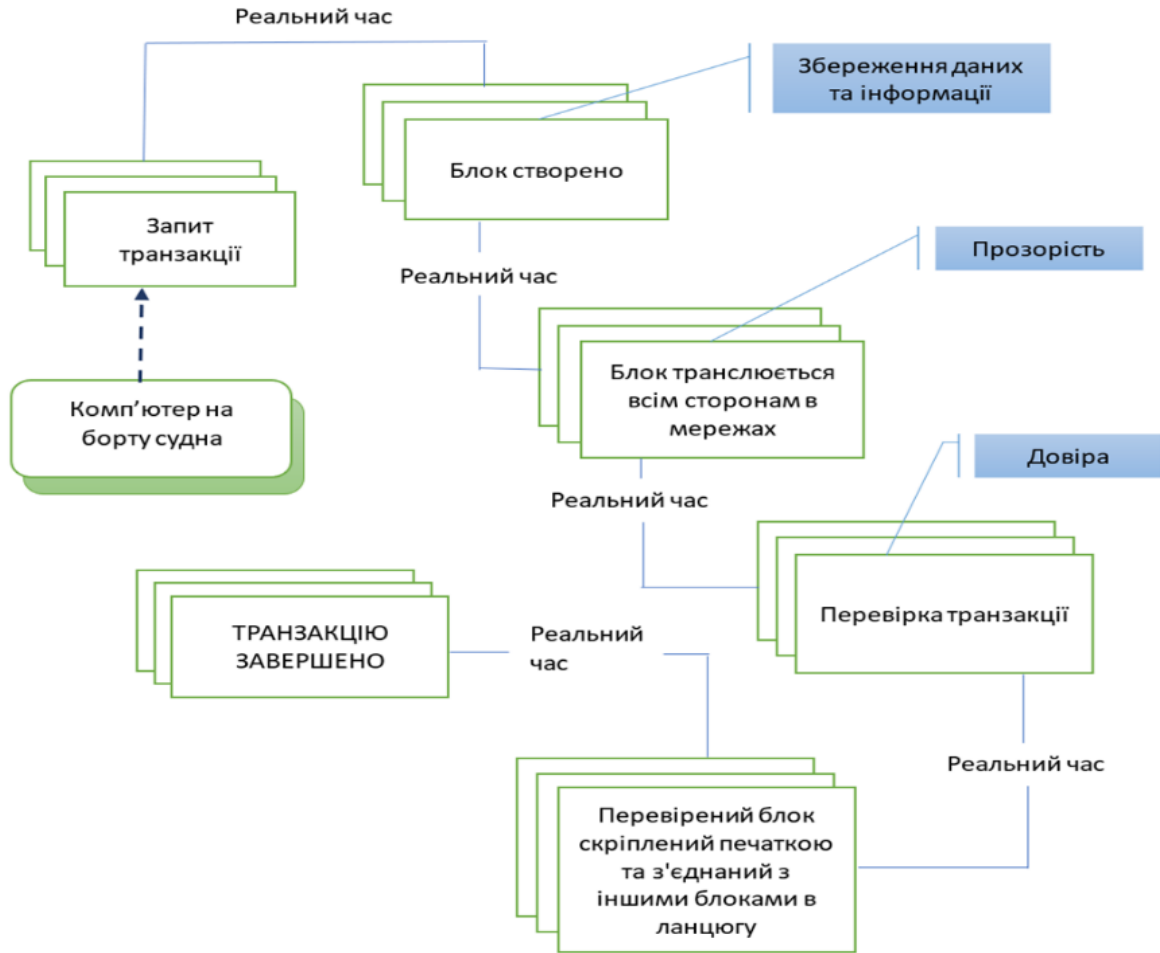 Реальний час
Збереження даних
та інформації
Блок створено
Запит
транзакції
Прозорість
Реальний час
Блок транслюється
всім сторонам в
мережах
Комп’ютер на
борту судна
Довіра
Реальний час
Перевірка транзакції
ТРАНЗАКЦІЮ
ЗАВЕРШЕНО
Реальний
час
Реальний час
Перевірений блок
скріплений печаткою
та з'єднаний з
іншими блоками в
ланцюгу